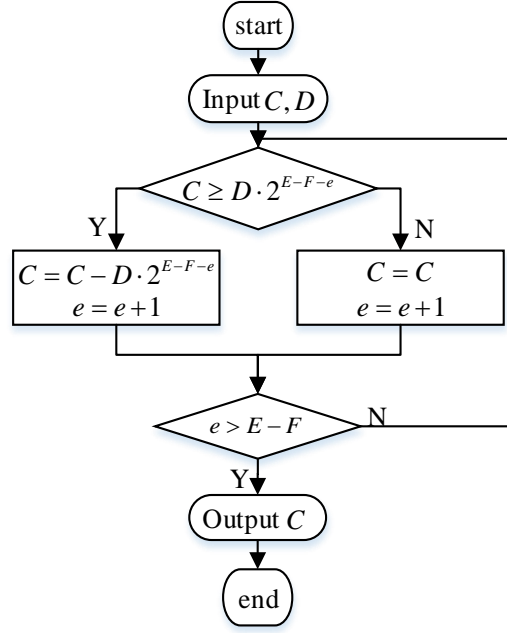 start
Input C, D
C ≥ D · 2^{E−F−e}
Y
N
C = C − D · 2^{E−F−e}
e = e+1
C = C
e = e+1
e > E − F
N
Y
Output C
end